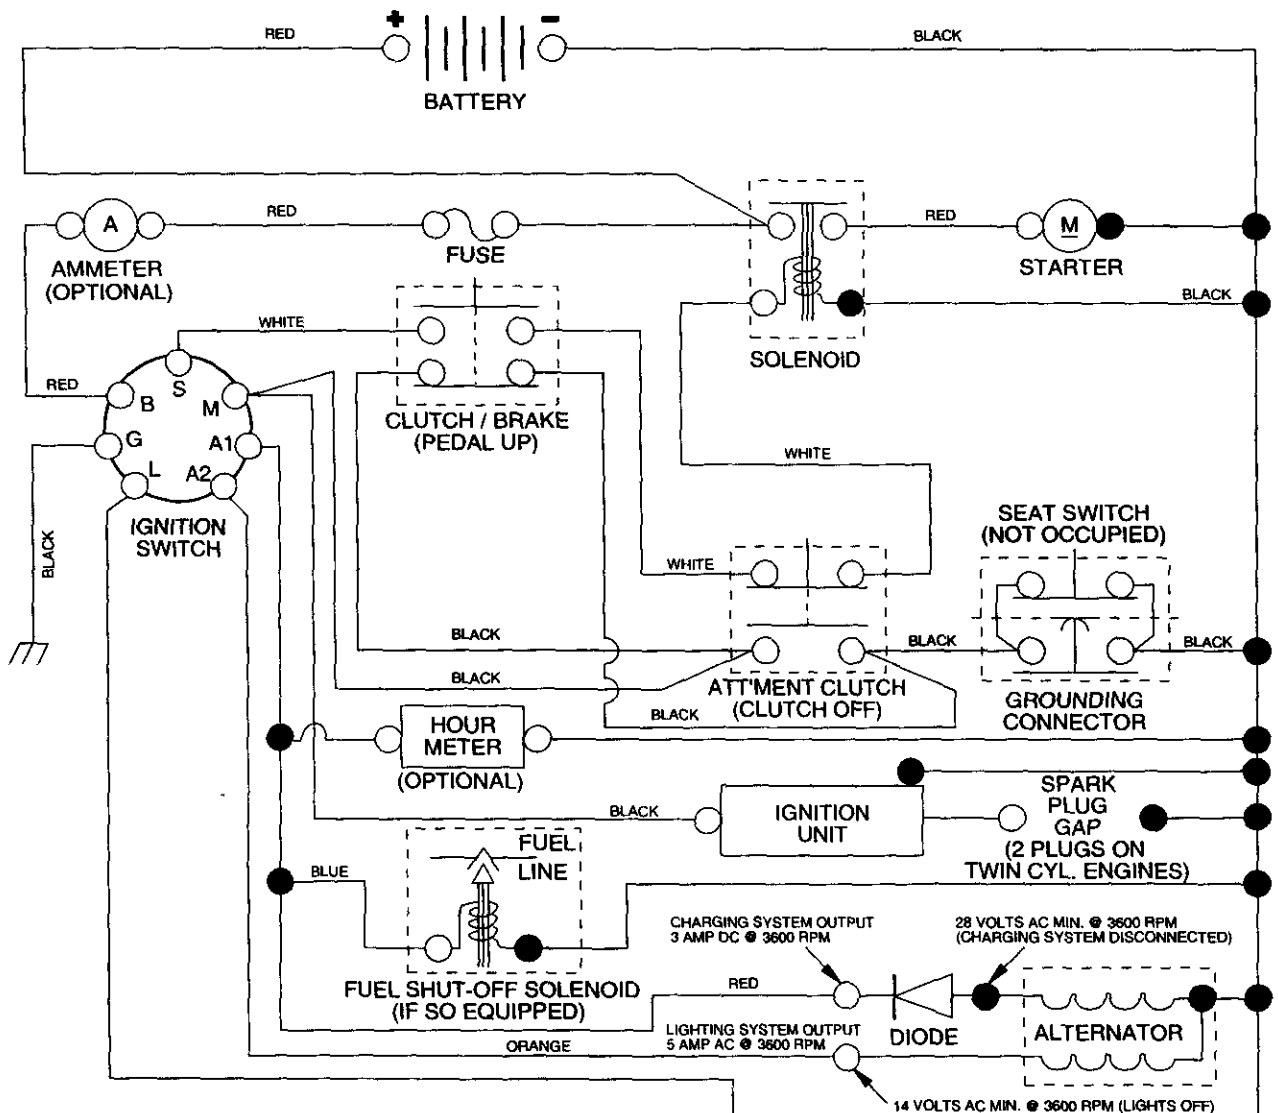 + −
RED
BLACK
BATTERY
RED
RED
A
M
FUSE
AMMETER
(OPTIONAL)
STARTER
BLACK
WHITE
SOLENOID
RED
S
B
M
G
A1
L
A2
CLUTCH / BRAKE
(PEDAL UP)
WHITE
IGNITION
SWITCH
BLACK
SEAT SWITCH
(NOT OCCUPIED)
WHITE
BLACK
BLACK
BLACK
BLACK
ATT'MENT CLUTCH
(CLUTCH OFF)
BLACK
GROUNDING
CONNECTOR
HOUR
METER
(OPTIONAL)
BLACK
IGNITION
UNIT
SPARK
PLUG
GAP
(2 PLUGS ON
TWIN CYL. ENGINES)
FUEL
LINE
BLUE
CHARGING SYSTEM OUTPUT
3 AMP DC @ 3600 RPM
28 VOLTS AC MIN. @ 3600 RPM
(CHARGING SYSTEM DISCONNECTED)
FUEL SHUT-OFF SOLENOID
(IF SO EQUIPPED)
RED
DIODE
ALTERNATOR
LIGHTING SYSTEM OUTPUT
5 AMP AC @ 3600 RPM
ORANGE
14 VOLTS AC MIN. @ 3600 RPM (LIGHTS OFF)